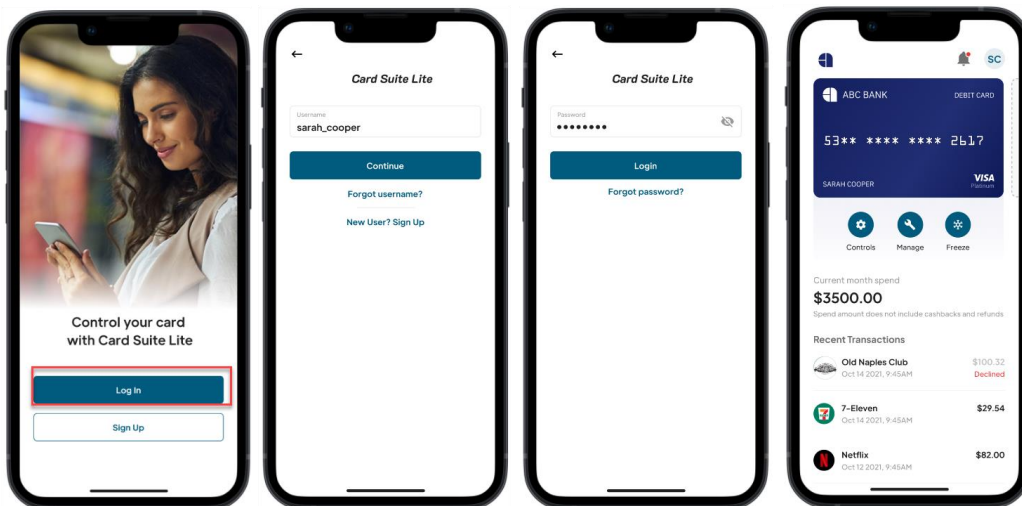 Control your card
with Card Suite Lite
Log In
Sign Up
Card Suite Lite
Username
sarah_cooper
Continue
Forgot username?
New User? Sign Up
Card Suite Lite
Password
Login
Forgot password?
SC
ABC BANK
DEBIT CARD
53** **** **** 2617
SARAH COOPER
VISA
Platinum
Controls
Manage
Freeze
Current month spend
$3500.00
Spend amount does not include cashbacks and refunds
Recent Transactions
Old Naples Club
$100.32
Oct 14 2021, 9:45AM
Declined
7-Eleven
$29.54
Oct 14 2021, 9:45AM
Netflix
$82.00
Oct 12 2021, 9:45AM